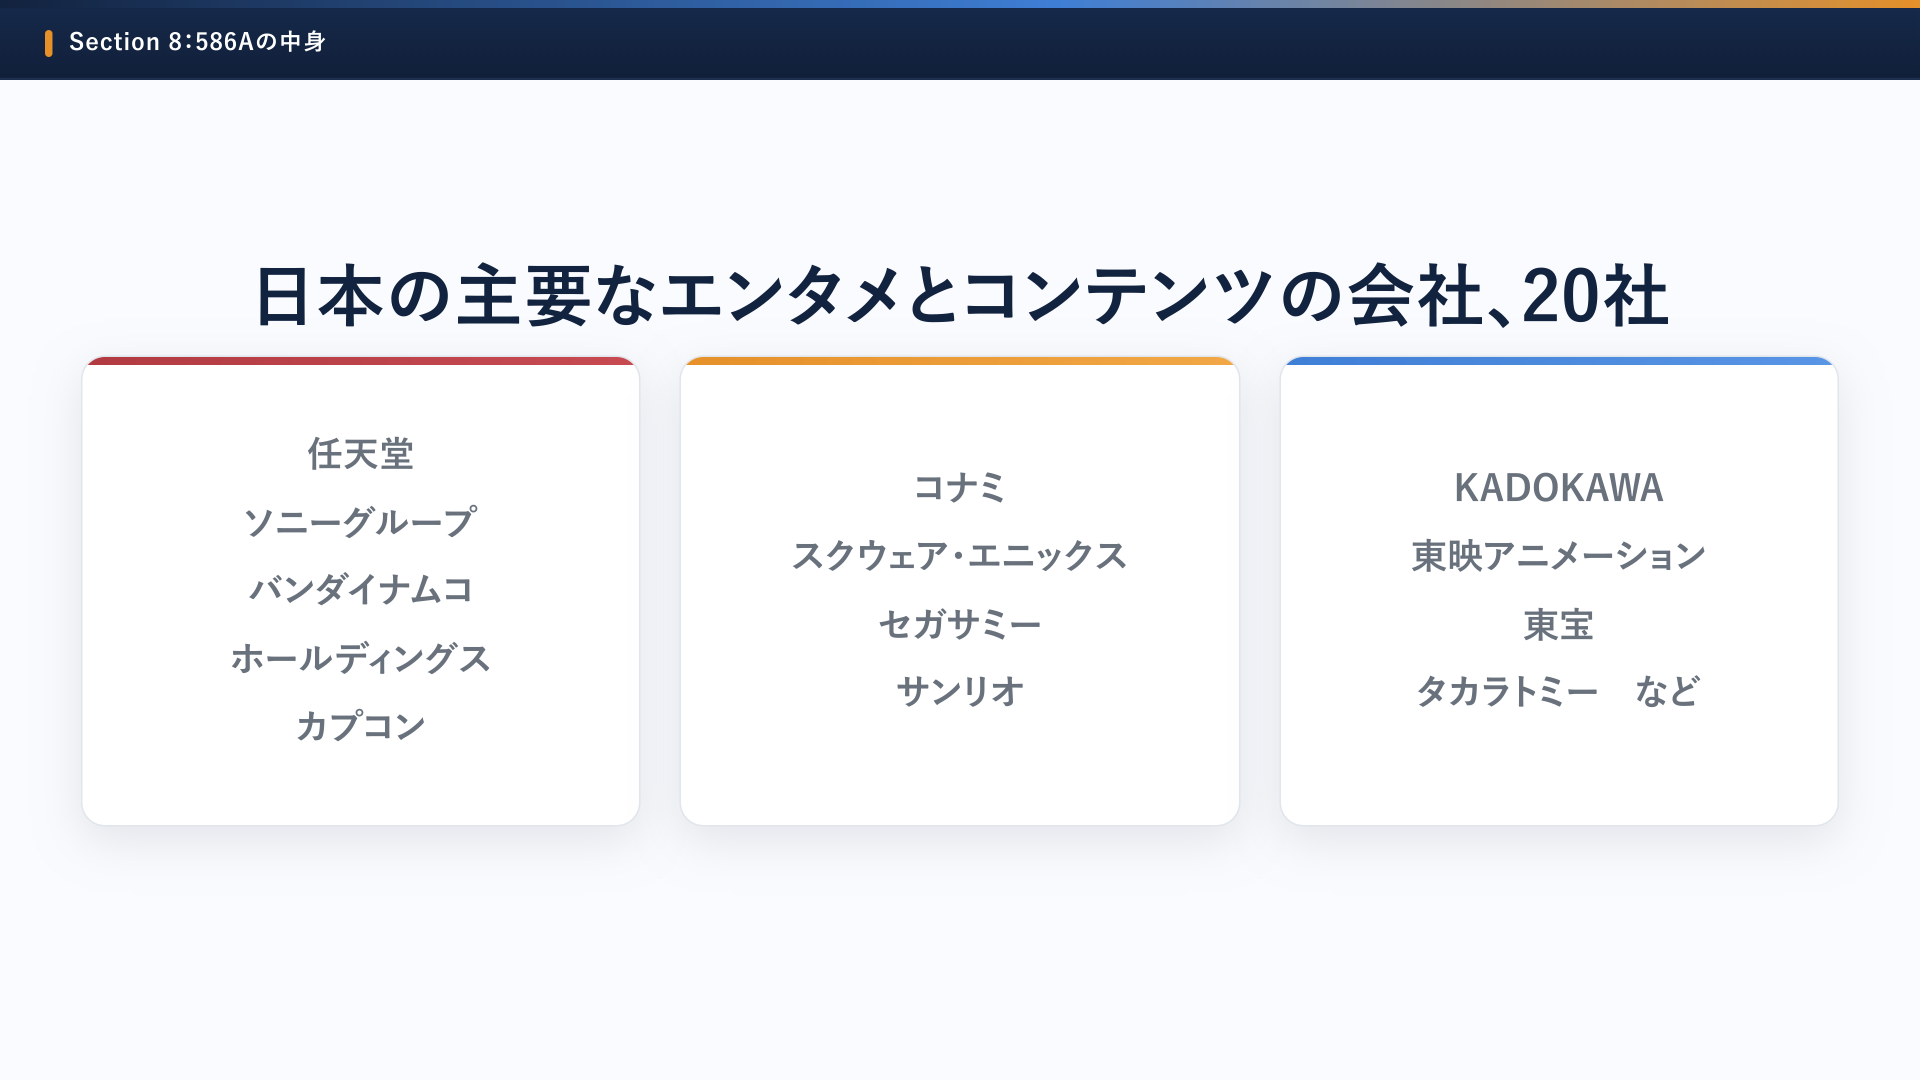 Section 8：586Aの中身
日本の主要なエンタメとコンテンツの会社、20社
任天堂
ソニーグループ
バンダイナムコ
ホールディングス
カプコン
コナミ
スクウェア・エニックス
セガサミー
サンリオ
KADOKAWA
東映アニメーション
東宝
タカラトミー　など